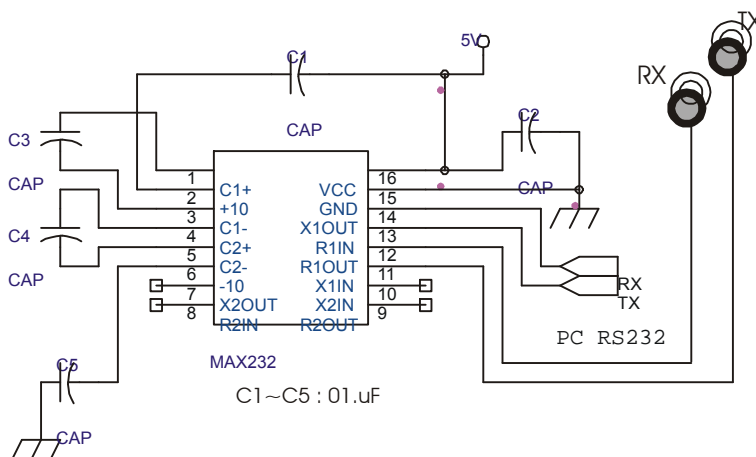 TX
5V
C1
RX
C2
CAP
C3
1 16
CAP
C1+ VCC
CAP
2 15
+10 GND
3 14
C1- X1OUT
C4
4 13
C2+ R1IN
5 12
C2- R1OUT
CAP
6 11
-10 X1IN
RX
7 10
X2OUT X2IN
TX
8 9
R2IN R2OUT
PC RS232
C5
MAX232
C1~C5 : 01.uF
CAP